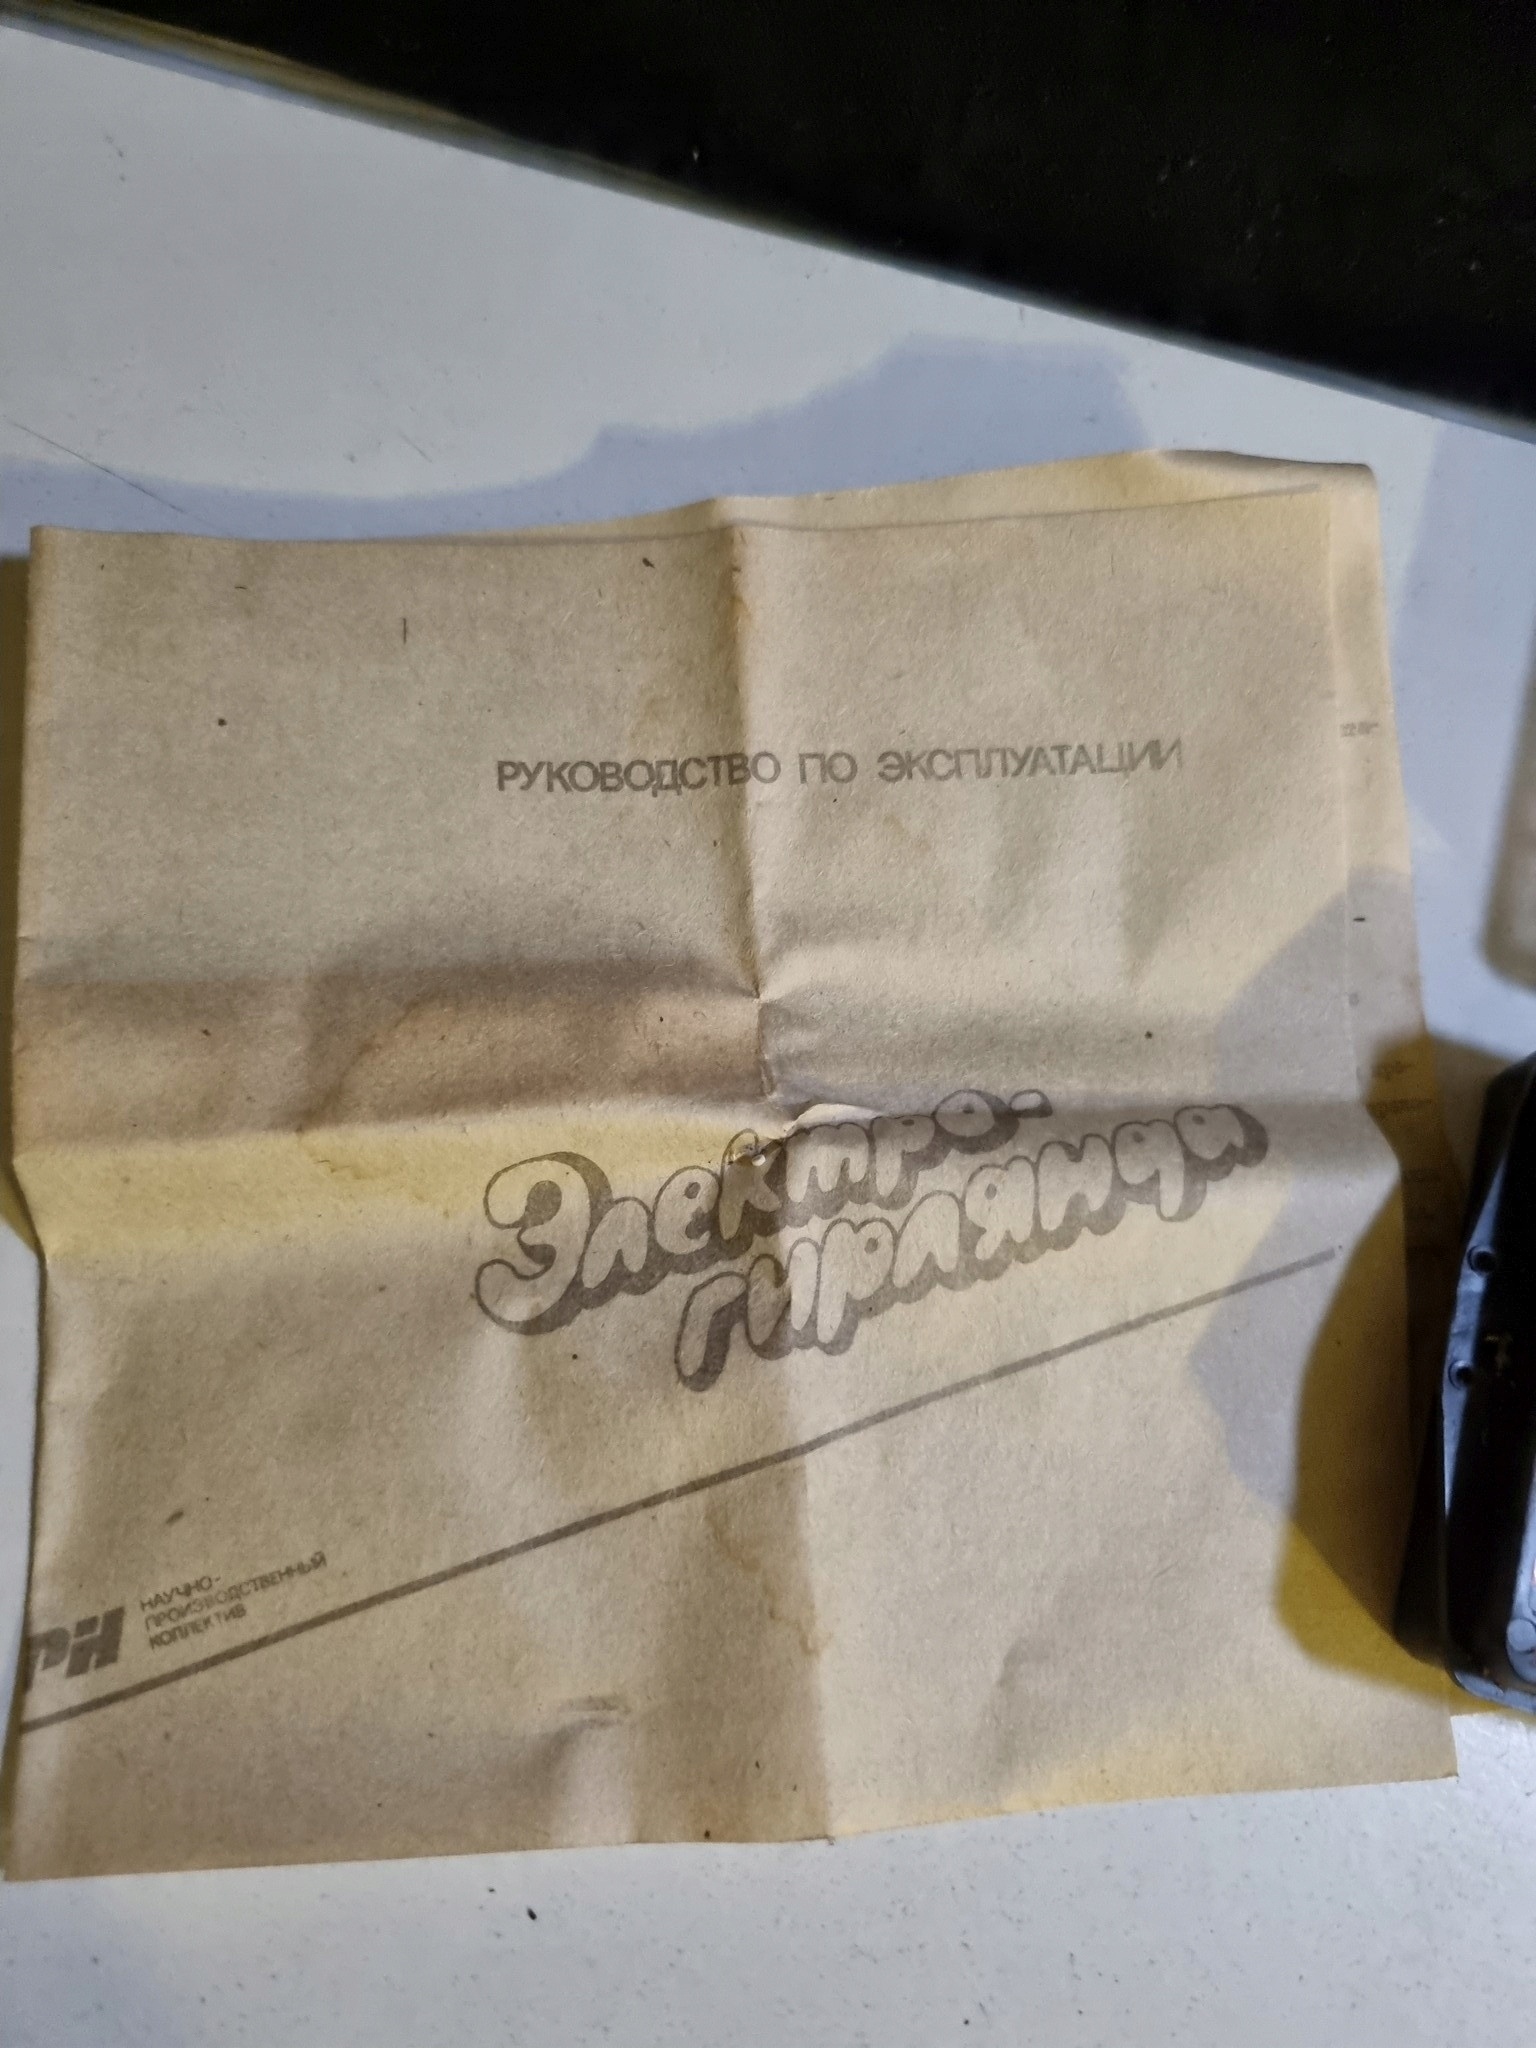 РУКОВОДСТВО ПО ЭКСПЛУАТАЦИИ
Электро-
гирлянда
НАУЧНО-
ПРОИЗВОДСТВЕННЫЙ
КОЛЛЕКТИВ